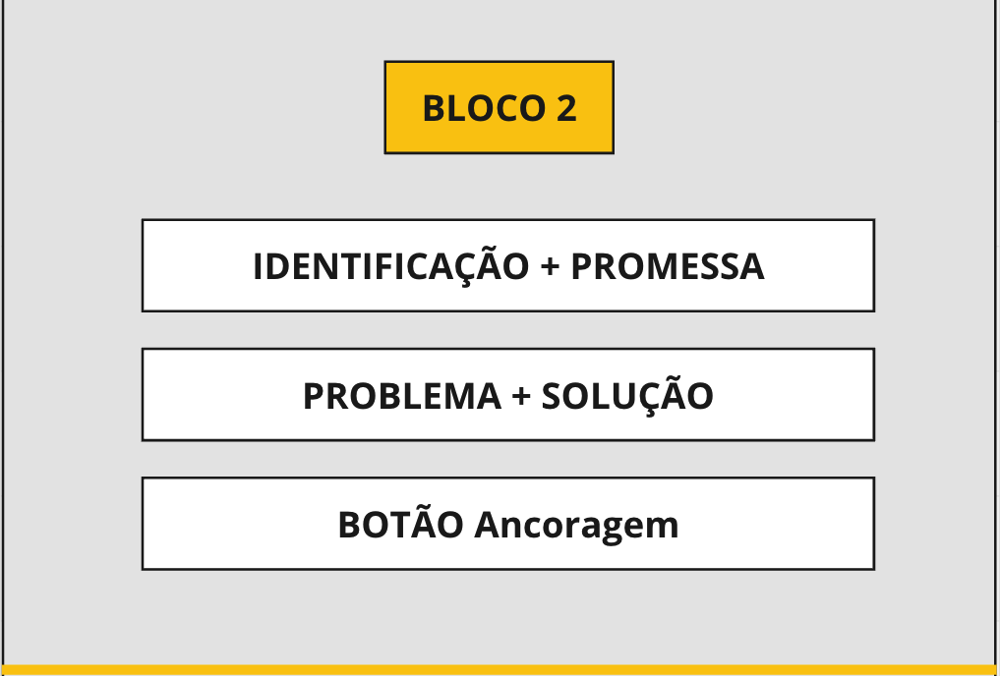 BLOCO 2
IDENTIFICAÇÃO + PROMESSA
PROBLEMA + SOLUÇÃO
BOTÃO Ancoragem